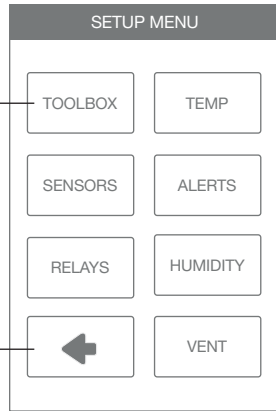 SETUP MENU
TOOLBOX
TEMP
SENSORS
ALERTS
RELAYS
HUMIDITY
VENT